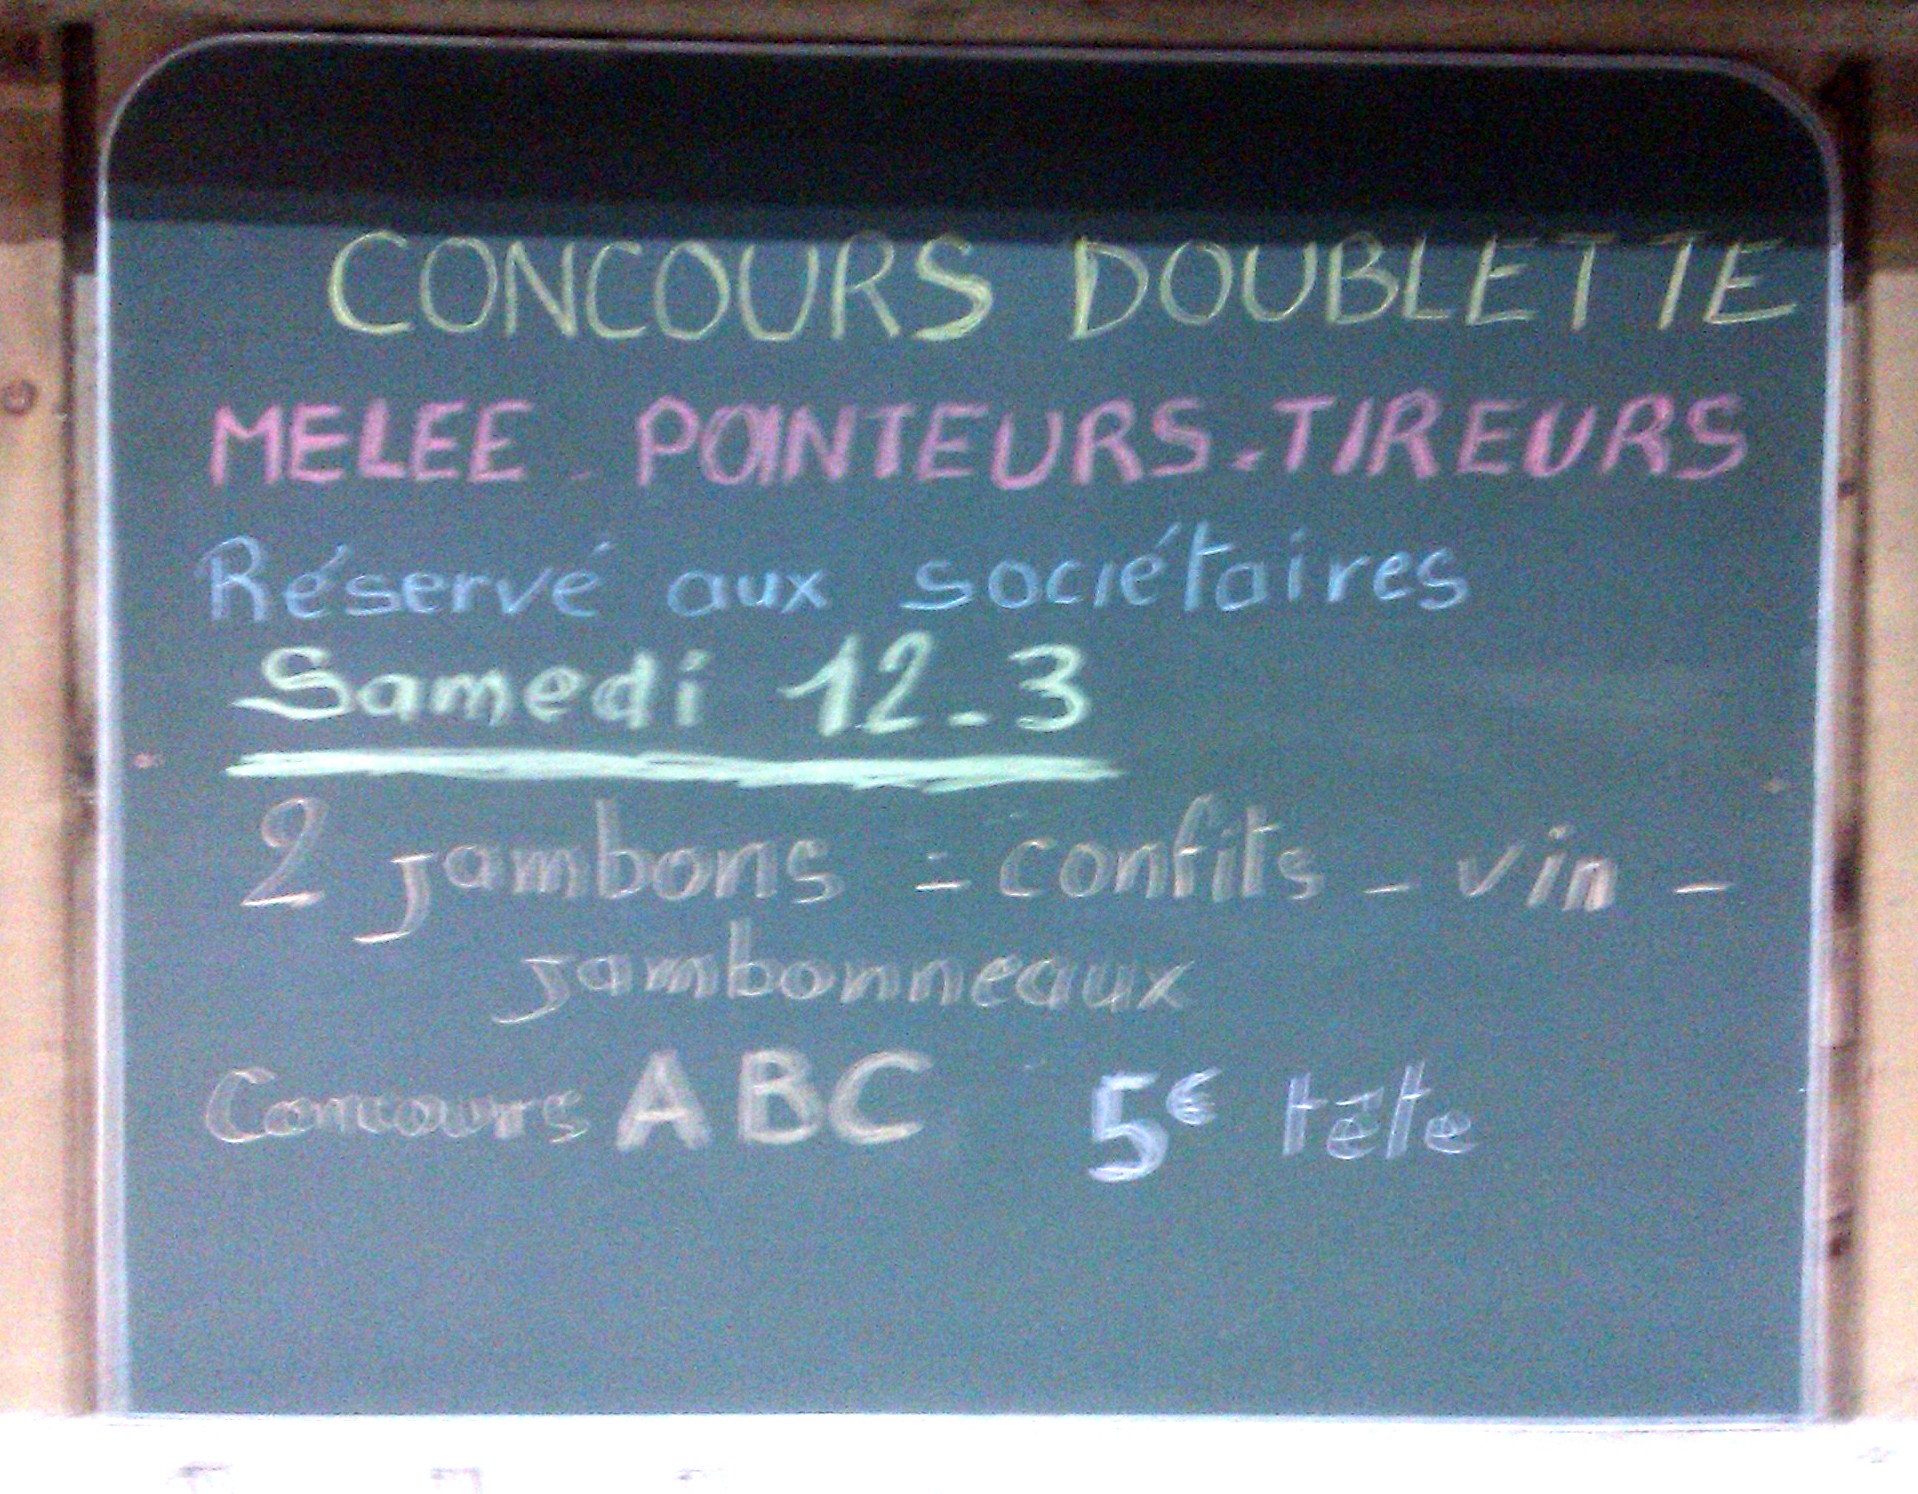 CONCOURS DOUBLETTE
MELEE - POINTEURS - TIREURS
Réservé aux sociétaires
Samedi 12-3
2 jambons - confits - vin -
jambonneaux
Concours ABC 5€ tête